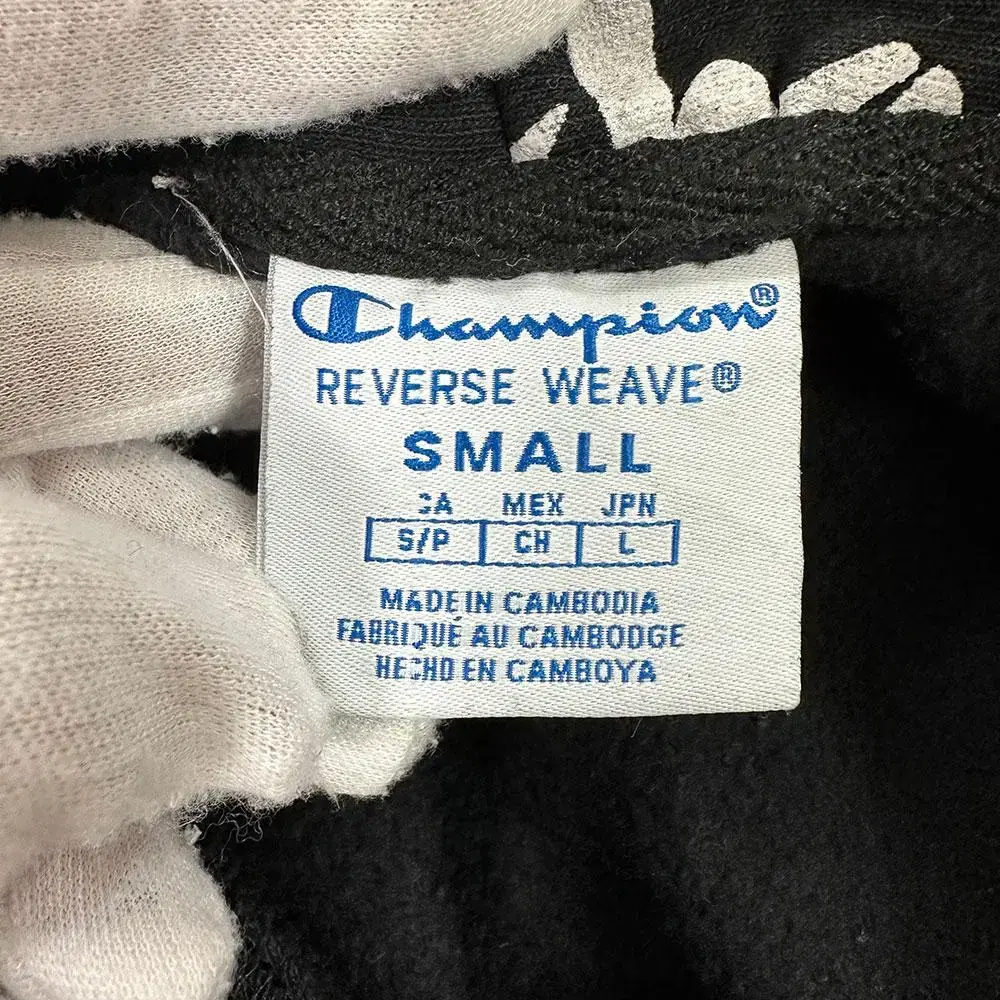 Champion®
REVERSE WEAVE®
SMALL
CA MEX JPN
S/P CH L
MADE IN CAMBODIA
FABRIQUÉ AU CAMBODGE
HECHO EN CAMBOYA